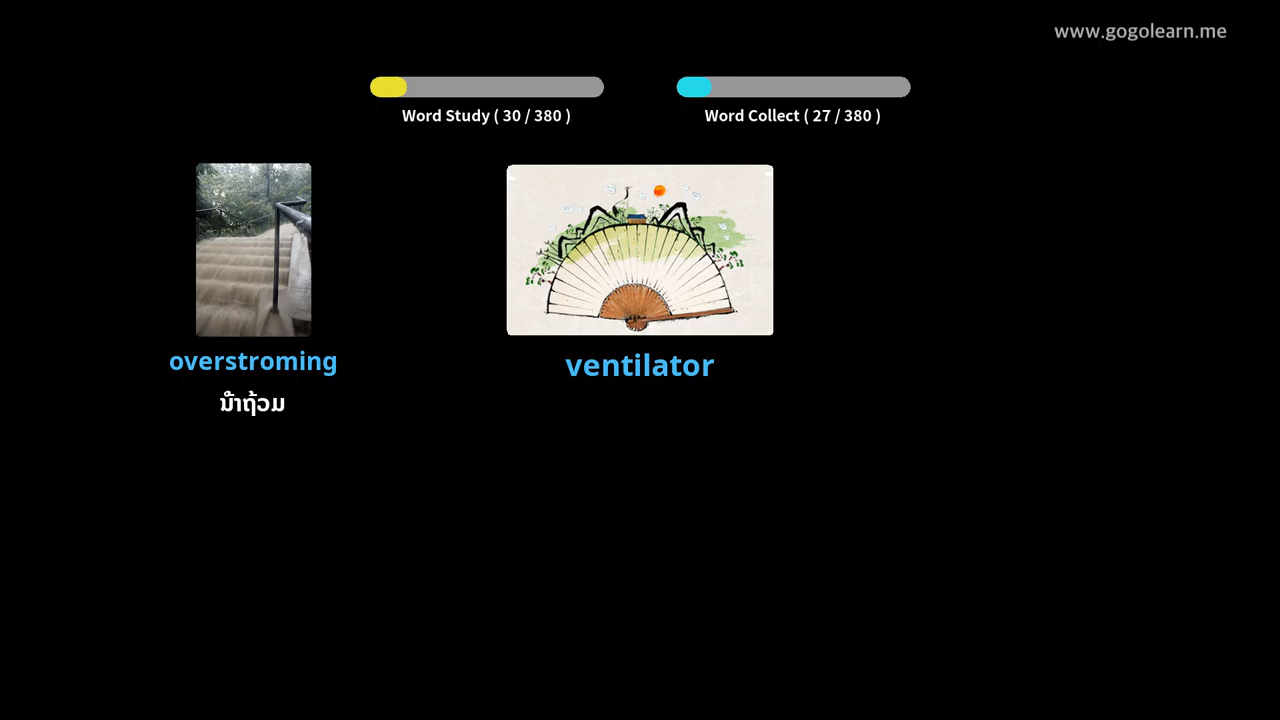 www.gogolearn.me
Word Study ( 30 / 380 )
Word Collect ( 27 / 380 )
overstroming
ນ້ຳຖ້ວມ
ventilator